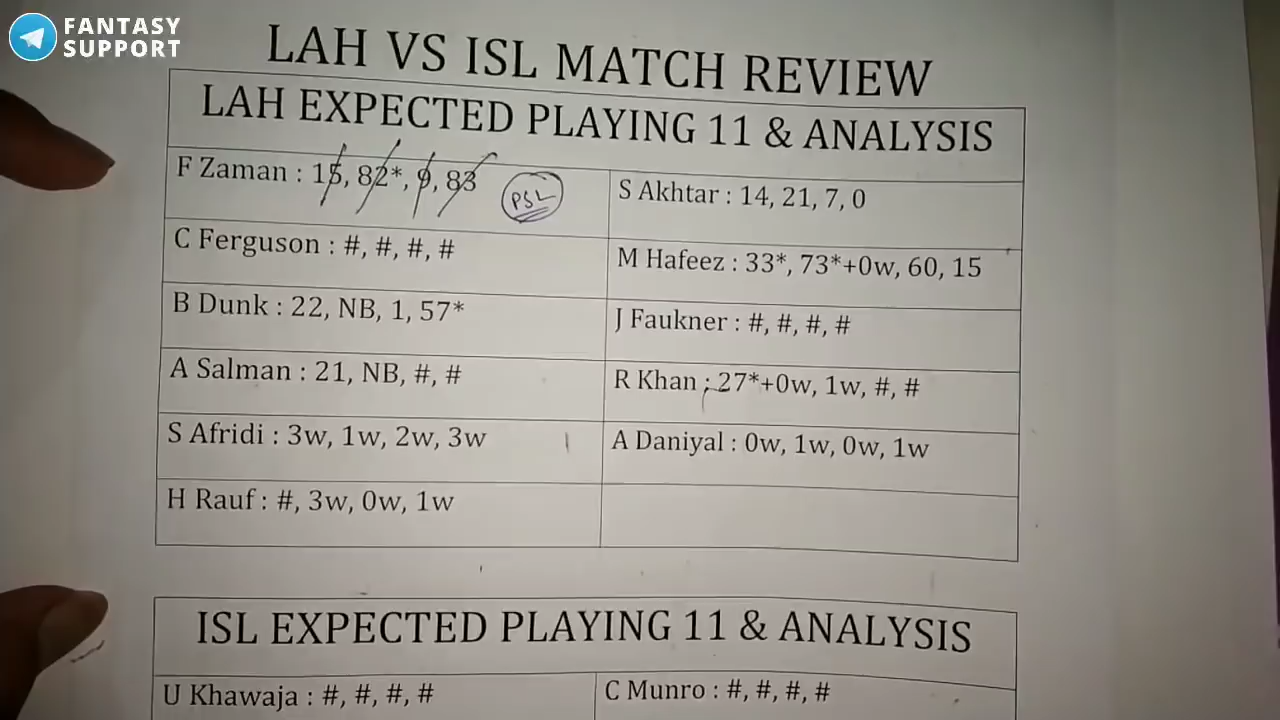 FANTASY
SUPPORT
LAH VS ISL MATCH REVIEW
LAH EXPECTED PLAYING 11 & ANALYSIS
F Zaman : 15, 82*, 9, 83
PSL
S Akhtar : 14, 21, 7, 0
C Ferguson : #, #, #, #
M Hafeez : 33*, 73*+0w, 60, 15
B Dunk : 22, NB, 1, 57*
J Faukner : #, #, #, #
A Salman : 21, NB, #, #
R Khan : 27*+0w, 1w, #, #
S Afridi : 3w, 1w, 2w, 3w
A Daniyal : 0w, 1w, 0w, 1w
H Rauf : #, 3w, 0w, 1w
ISL EXPECTED PLAYING 11 & ANALYSIS
U Khawaja : #, #, #, #
C Munro : #, #, #, #